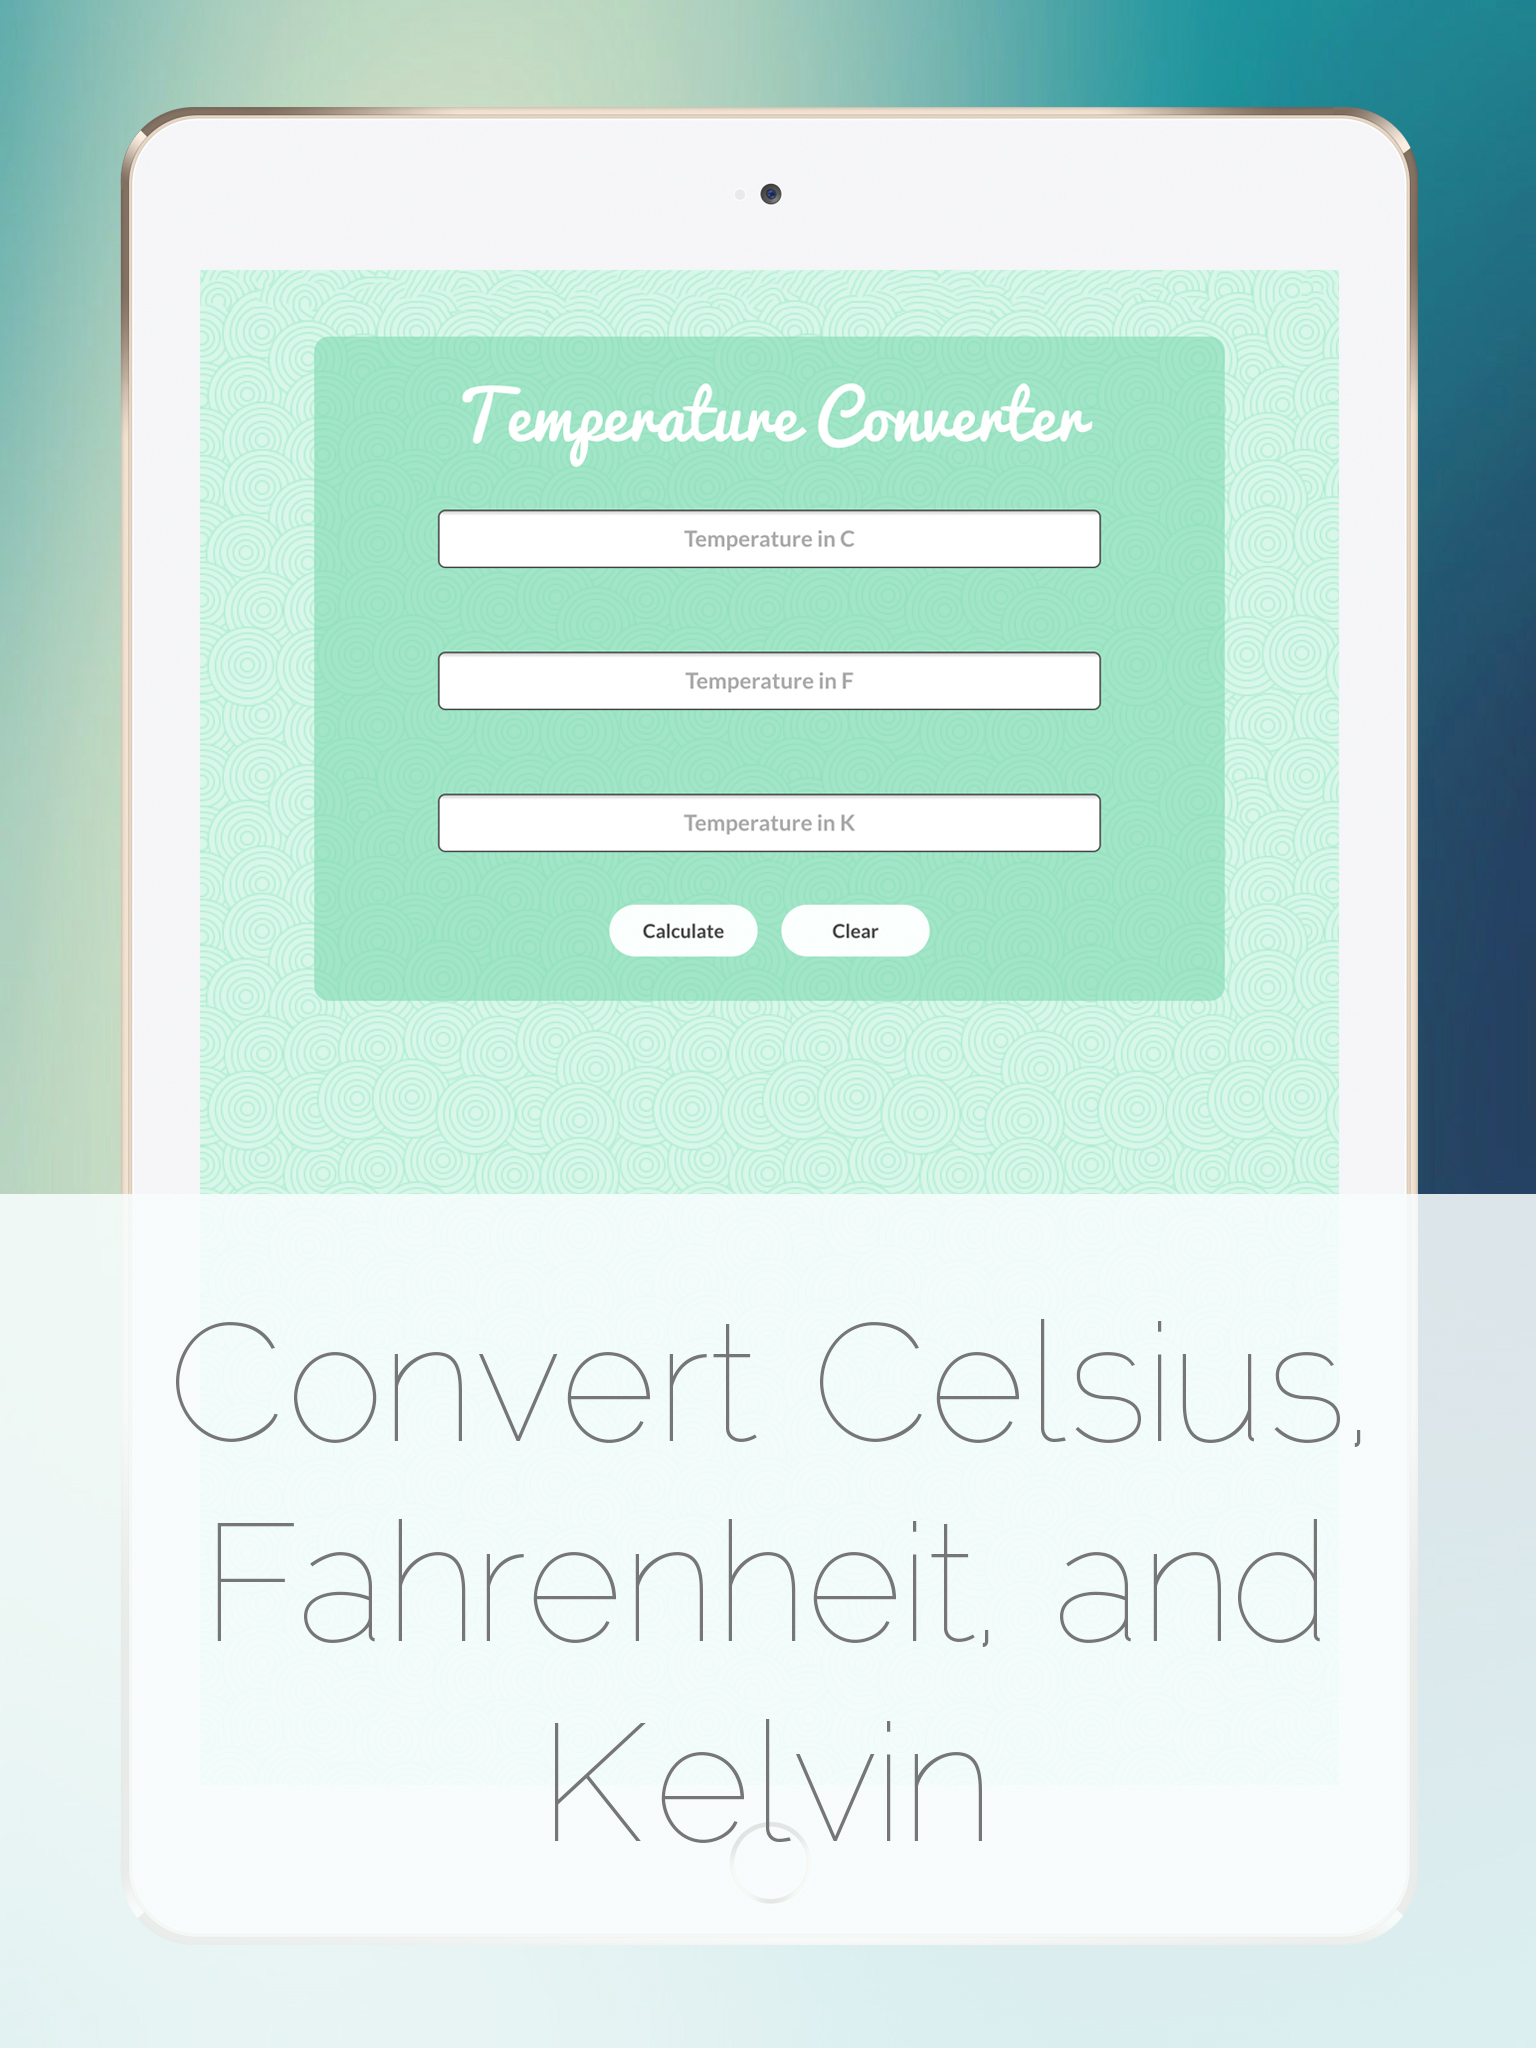 Temperature Converter
Temperature in C
Temperature in F
Temperature in K
Calculate Clear
Convert Celsius,
Fahrenheit, and
Kelvin